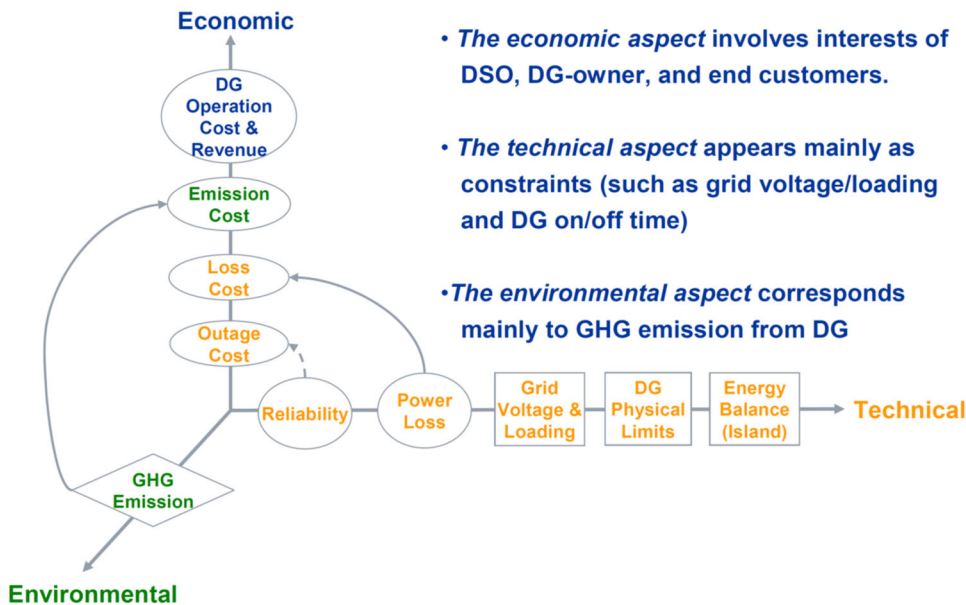 Economic
DG
Operation
Cost &
Revenue
Emission
Cost
Loss
Cost
Outage
Cost
Reliability
Power
Loss
Grid
Voltage &
Loading
DG
Physical
Limits
Energy
Balance
(Island)
Technical
GHG
Emission
Environmental
• The economic aspect involves interests of
DSO, DG-owner, and end customers.
• The technical aspect appears mainly as
constraints (such as grid voltage/loading
and DG on/off time)
•The environmental aspect corresponds
mainly to GHG emission from DG